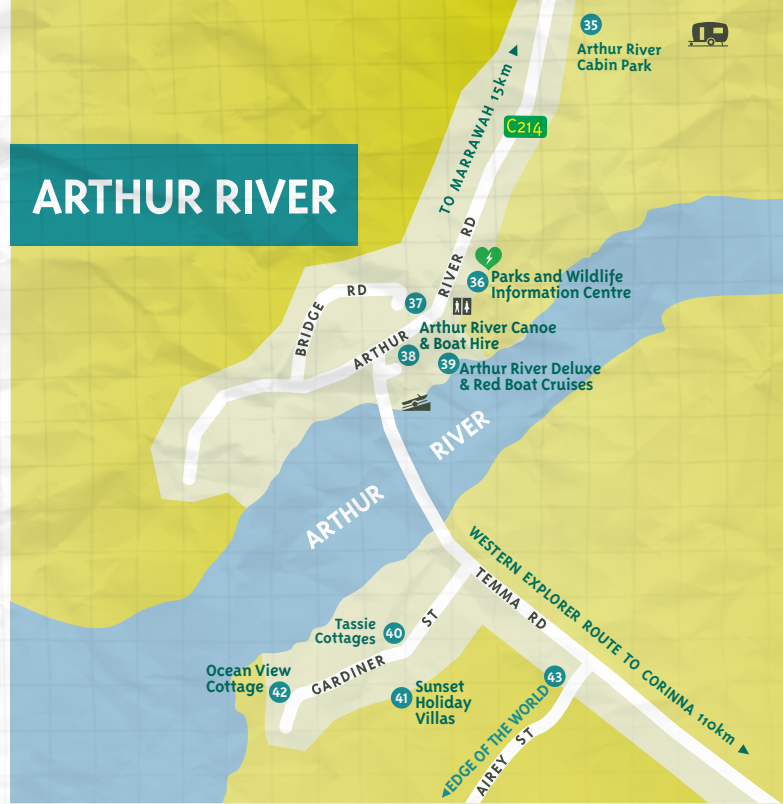 35
Arthur River
Cabin Park
TO MARRAWAH 15km
C214
ARTHUR RIVER
RIVER RD
36
Parks and Wildlife
Information Centre
BRIDGE RD
37
ARTHUR
Arthur River Canoe
& Boat Hire
38
39
Arthur River Deluxe
& Red Boat Cruises
ARTHUR RIVER
WESTERN EXPLORER ROUTE TO CORINNA 110km
TEMMA RD
Tassie
Cottages
40
GARDINER ST
Ocean View
Cottage
42
41
Sunset
Holiday
Villas
43
EDGE OF THE WORLD
AIREY ST